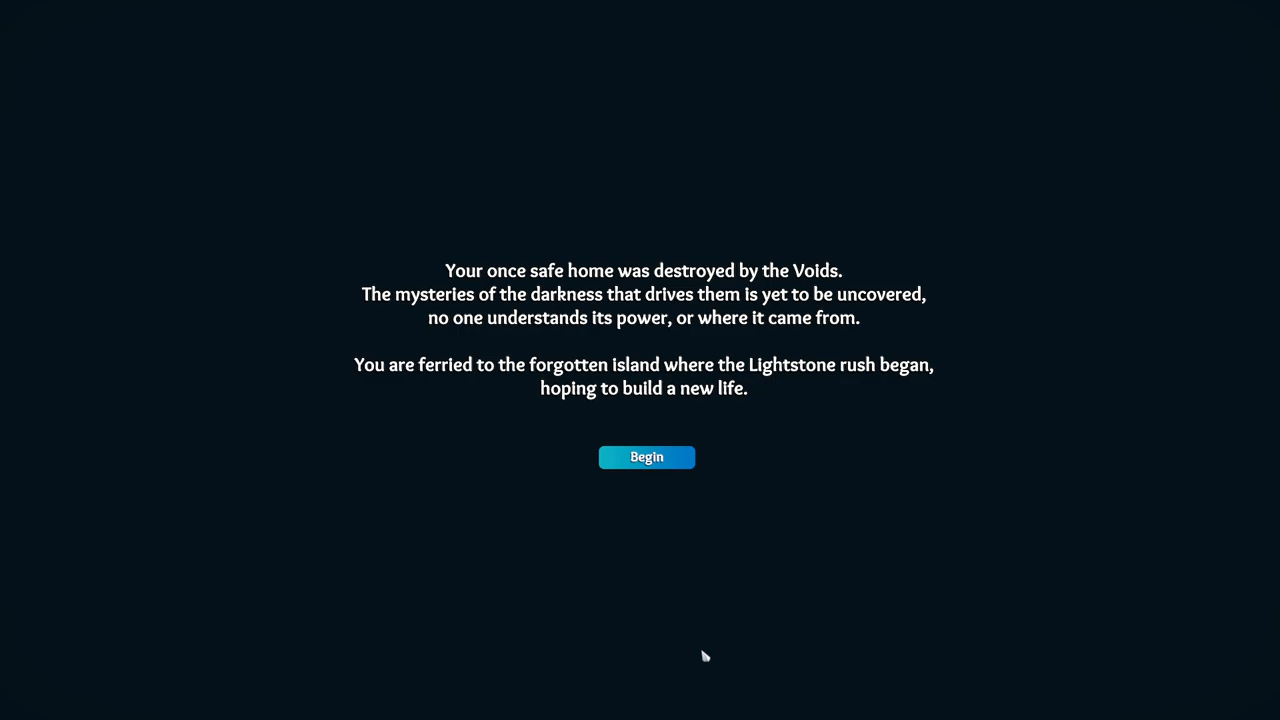 Your once safe home was destroyed by the Voids.
The mysteries of the darkness that drives them is yet to be uncovered,
no one understands its power, or where it came from.
You are ferried to the forgotten island where the Lightstone rush began,
hoping to build a new life.
Begin